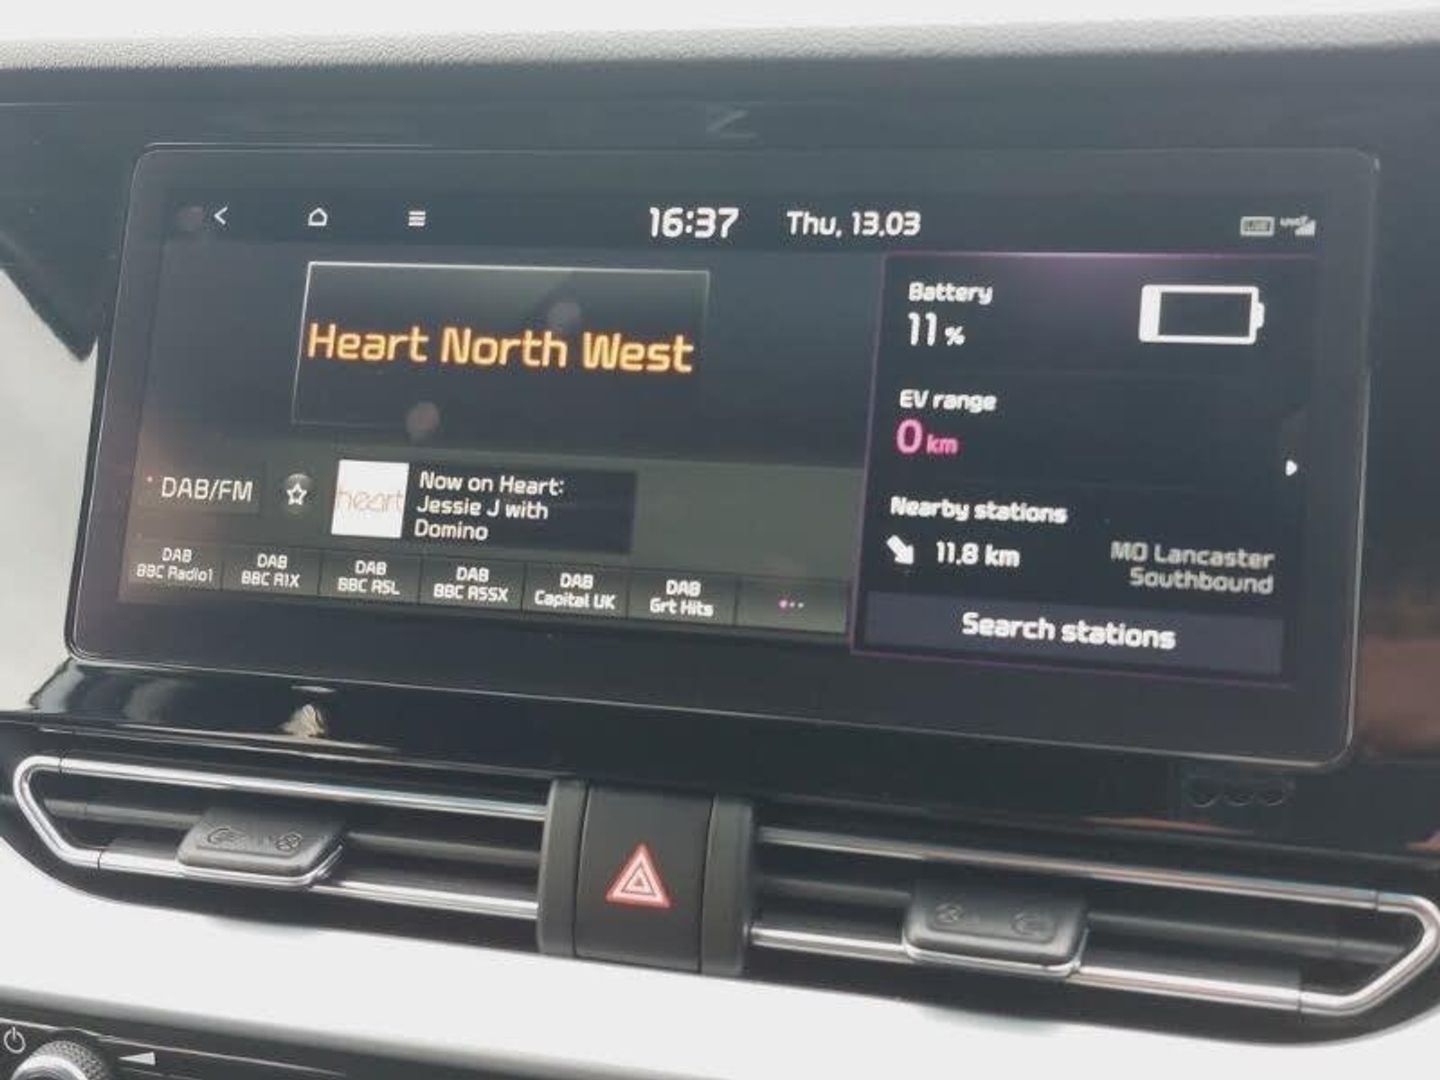 16:37 Thu, 13.03
Heart North West
DAB/FM
heart
Now on Heart:
Jessie J with
Domino
DAB
BBC Radio1
DAB
BBC R1X
DAB
BBC R5L
DAB
BBC R5SX
DAB
Capital UK
DAB
Grt Hits
Battery
11 %
EV range
0 km
Nearby stations
11.8 km
MO Lancaster
Southbound
Search stations